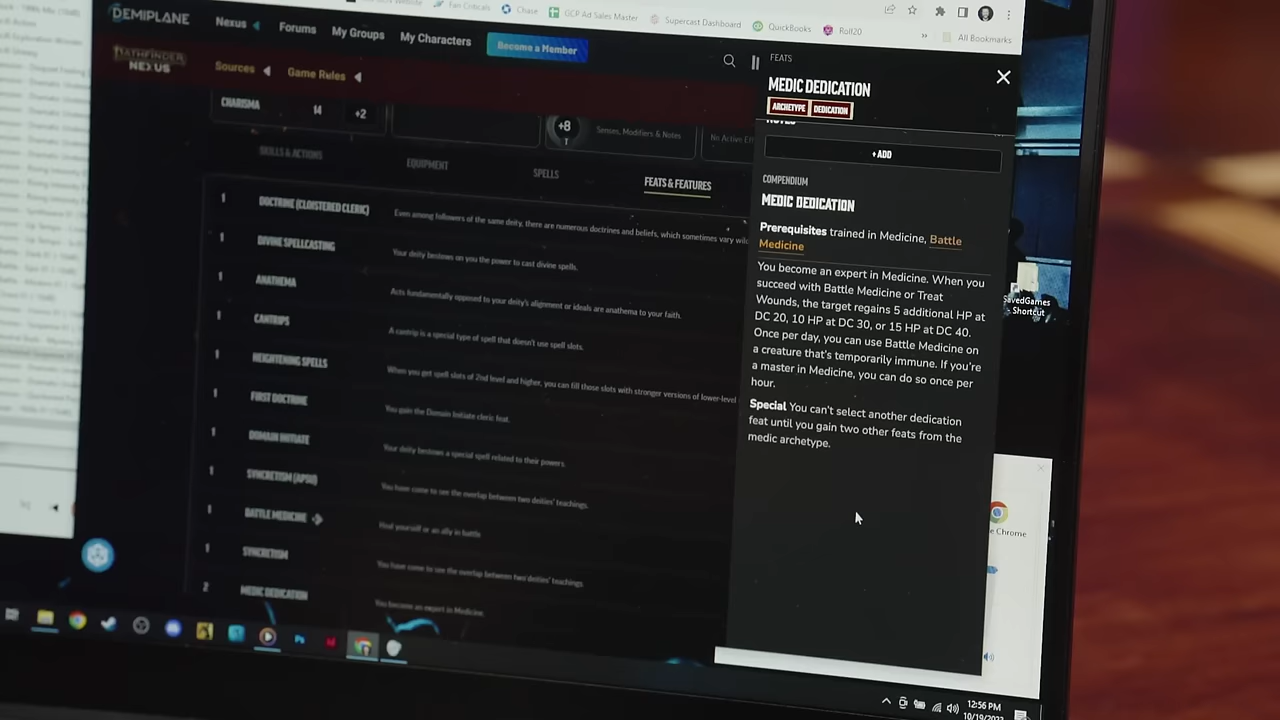 Fan Criticals
Chase
GCP Ad Sales Master
Supercast Dashboard
QuickBooks
Roll20
»
All Bookmarks
DEMIPLANE
Nexus
Forums
My Groups
My Characters
Become a Member
PATHFINDER
NEXUS
Sources
Game Rules
CHARISMA
14
+2
+8
T
Senses, Modifiers & Notes
SKILLS & ACTIONS
EQUIPMENT
SPELLS
FEATS & FEATURES
1 DOCTRINE (CLOISTERED CLERIC) Even among followers of the same deity, there are numerous doctrines and beliefs, which sometimes vary
1 DIVINE SPELLCASTING Your deity bestows on you the power to cast divine spells.
1 ANATHEMA Acts fundamentally opposed to your deity's alignment or ideals are anathema to your faith.
1 CANTRIPS A cantrip is a special type of spell that doesn't use spell slots.
1 HEIGHTENING SPELLS When you get spell slots of 2nd level and higher, you can fill those slots with stronger versions of lower-level
1 FIRST DOCTRINE You gain the Domain Initiate cleric feat.
1 DOMAIN INITIATE Your deity bestows a special spell related to their powers.
1 SYNCRETISM (APSU) You have come to see the overlap between two deities' teachings.
1 BATTLE MEDICINE Heal yourself or an ally in battle
1 SYNCRETISM You have come to see the overlap between two deities' teachings.
2 MEDIC DEDICATION You become an expert in Medicine.
FEATS
MEDIC DEDICATION
ARCHETYPE DEDICATION
NOTES
+ADD
COMPENDIUM
MEDIC DEDICATION
Prerequisites trained in Medicine, Battle
Medicine
You become an expert in Medicine. When you
succeed with Battle Medicine or Treat
Wounds, the target regains 5 additional HP at
DC 20, 10 HP at DC 30, or 15 HP at DC 40.
Once per day, you can use Battle Medicine on
a creature that's temporarily immune. If you're
a master in Medicine, you can do so once per
hour.
Special You can't select another dedication
feat until you gain two other feats from the
medic archetype.
SavedGames
- Shortcut
Chrome
12:56 PM